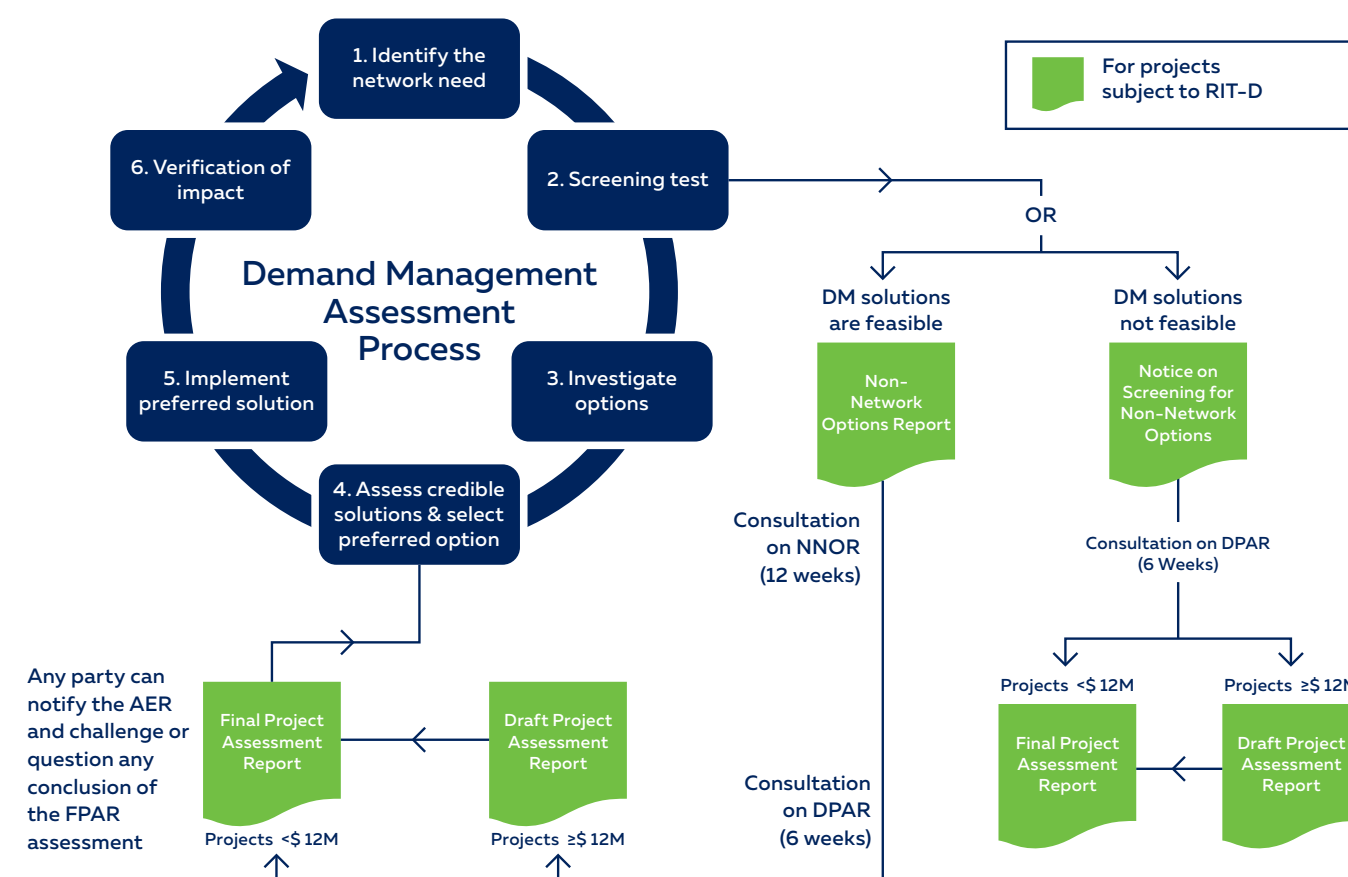 1. Identify the
network need
2. Screening test
3. Investigate
options
4. Assess credible
solutions & select
preferred option
5. Implement
preferred solution
6. Verification of
impact
Demand Management
Assessment
Process
For projects
subject to RIT-D
OR
DM solutions
are feasible
DM solutions
not feasible
Non-
Network
Options Report
Notice on
Screening for
Non-Network
Options
Consultation
on NNOR
(12 weeks)
Consultation on DPAR
(6 Weeks)
Projects <$ 12M
Projects ≥$ 12M
Final Project
Assessment
Report
Draft Project
Assessment
Report
Consultation
on DPAR
(6 weeks)
Any party can
notify the AER
and challenge or
question any
conclusion of
the FPAR
assessment
Final Project
Assessment
Report
Draft Project
Assessment
Report
Projects <$ 12M
Projects ≥$ 12M